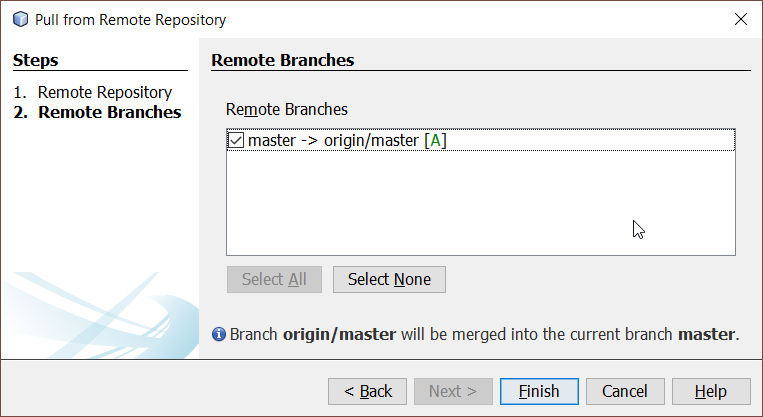 Pull from Remote Repository
Steps
1. Remote Repository
2. Remote Branches
Remote Branches
Remote Branches
master -> origin/master [A]
Select All
Select None
Branch origin/master will be merged into the current branch master.
< Back
Next >
Finish
Cancel
Help